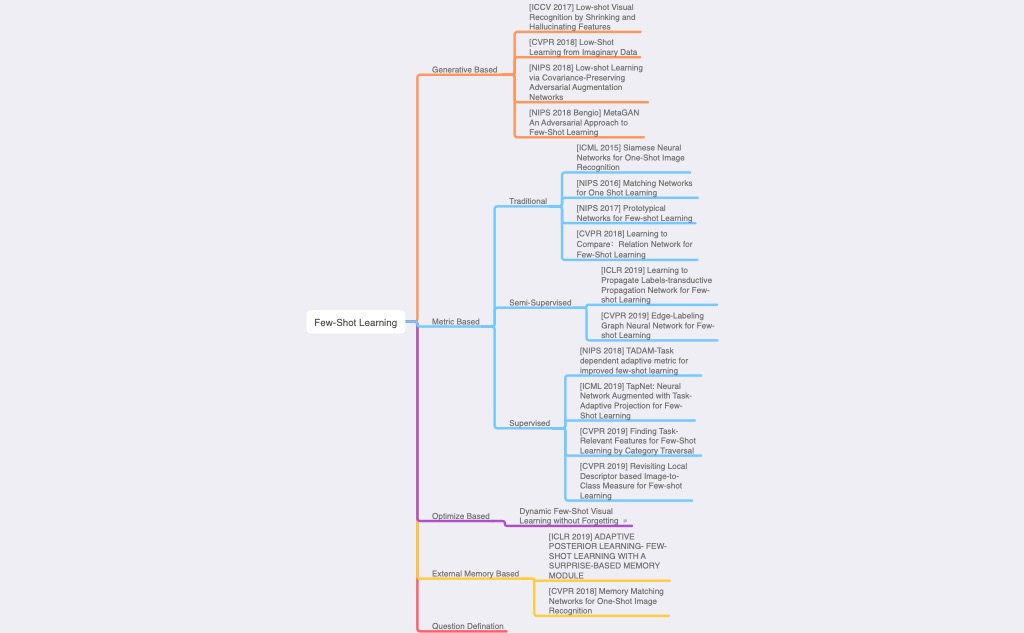 [ICCV 2017] Low-shot Visual
Recognition by Shrinking and
Hallucinating Features
[CVPR 2018] Low-Shot
Learning from Imaginary Data
Generative Based
[NIPS 2018] Low-shot Learning
via Covariance-Preserving
Adversarial Augmentation
Networks
[NIPS 2018 Bengio] MetaGAN
An Adversarial Approach to
Few-Shot Learning
[ICML 2015] Siamese Neural
Networks for One-Shot Image
Recognition
[NIPS 2016] Matching Networks
for One Shot Learning
Traditional
[NIPS 2017] Prototypical
Networks for Few-shot Learning
[CVPR 2018] Learning to
Compare：Relation Network for
Few-Shot Learning
[ICLR 2019] Learning to
Propagate Labels-transductive
Propagation Network for Few-
shot Learning
Semi-Supervised
[CVPR 2019] Edge-Labeling
Graph Neural Network for Few-
shot Learning
Few-Shot Learning
Metric Based
[NIPS 2018] TADAM-Task
dependent adaptive metric for
improved few-shot learning
[ICML 2019] TapNet: Neural
Network Augmented with Task-
Adaptive Projection for Few-
Shot Learning
Supervised
[CVPR 2019] Finding Task-
Relevant Features for Few-Shot
Learning by Category Traversal
[CVPR 2019] Revisiting Local
Descriptor based Image-to-
Class Measure for Few-shot
Learning
Optimize Based
Dynamic Few-Shot Visual
Learning without Forgetting
[ICLR 2019] ADAPTIVE
POSTERIOR LEARNING- FEW-
SHOT LEARNING WITH A
SURPRISE-BASED MEMORY
MODULE
External Memory Based
[CVPR 2018] Memory Matching
Networks for One-Shot Image
Recognition
Question Defination